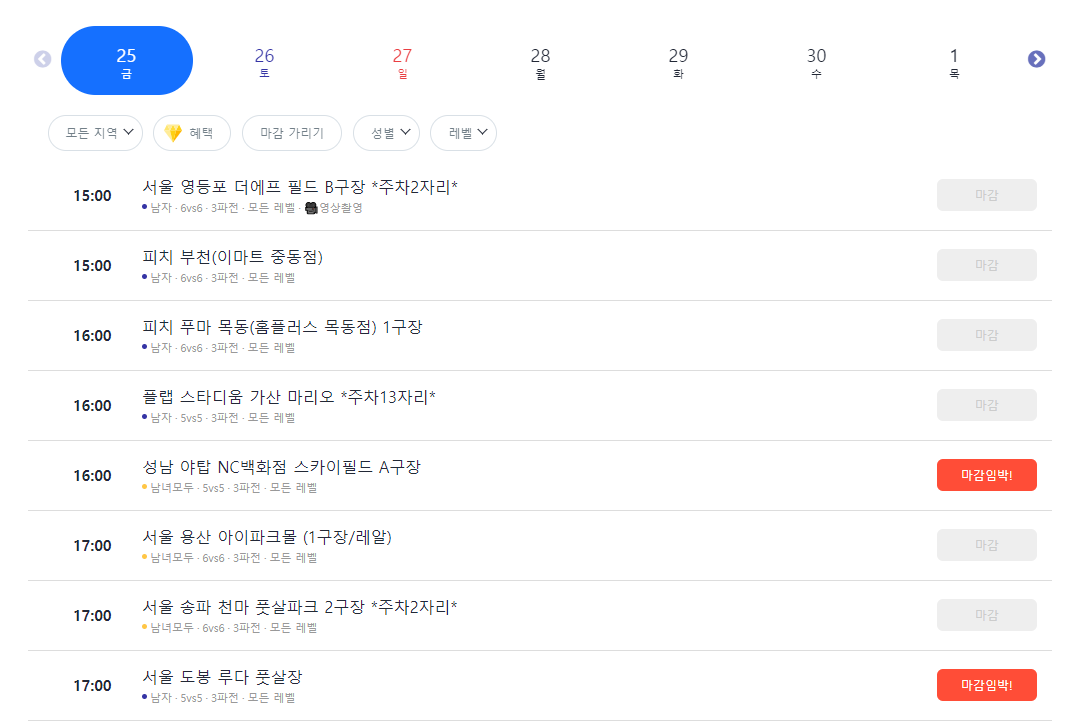 25 26 27 28 29 30 1
금 토 일 월 화 수 목
모든 지역 혜택 마감 가리기 성별 레벨
15:00 서울 영등포 더에프 필드 B구장 *주차2자리* 마감
남자 · 6vs6 · 3파전 · 모든 레벨 · 영상촬영
15:00 피치 부천(이마트 중동점) 마감
남자 · 6vs6 · 3파전 · 모든 레벨
16:00 피치 푸마 목동(홈플러스 목동점) 1구장 마감
남자 · 6vs6 · 3파전 · 모든 레벨
16:00 플랩 스타디움 가산 마리오 *주차13자리* 마감
남자 · 5vs5 · 3파전 · 모든 레벨
16:00 성남 야탑 NC백화점 스카이필드 A구장 마감임박!
남녀모두 · 5vs5 · 3파전 · 모든 레벨
17:00 서울 용산 아이파크몰 (1구장/레알) 마감
남녀모두 · 6vs6 · 3파전 · 모든 레벨
17:00 서울 송파 천마 풋살파크 2구장 *주차2자리* 마감
남녀모두 · 6vs6 · 3파전 · 모든 레벨
17:00 서울 도봉 루다 풋살장 마감임박!
남자 · 5vs5 · 3파전 · 모든 레벨